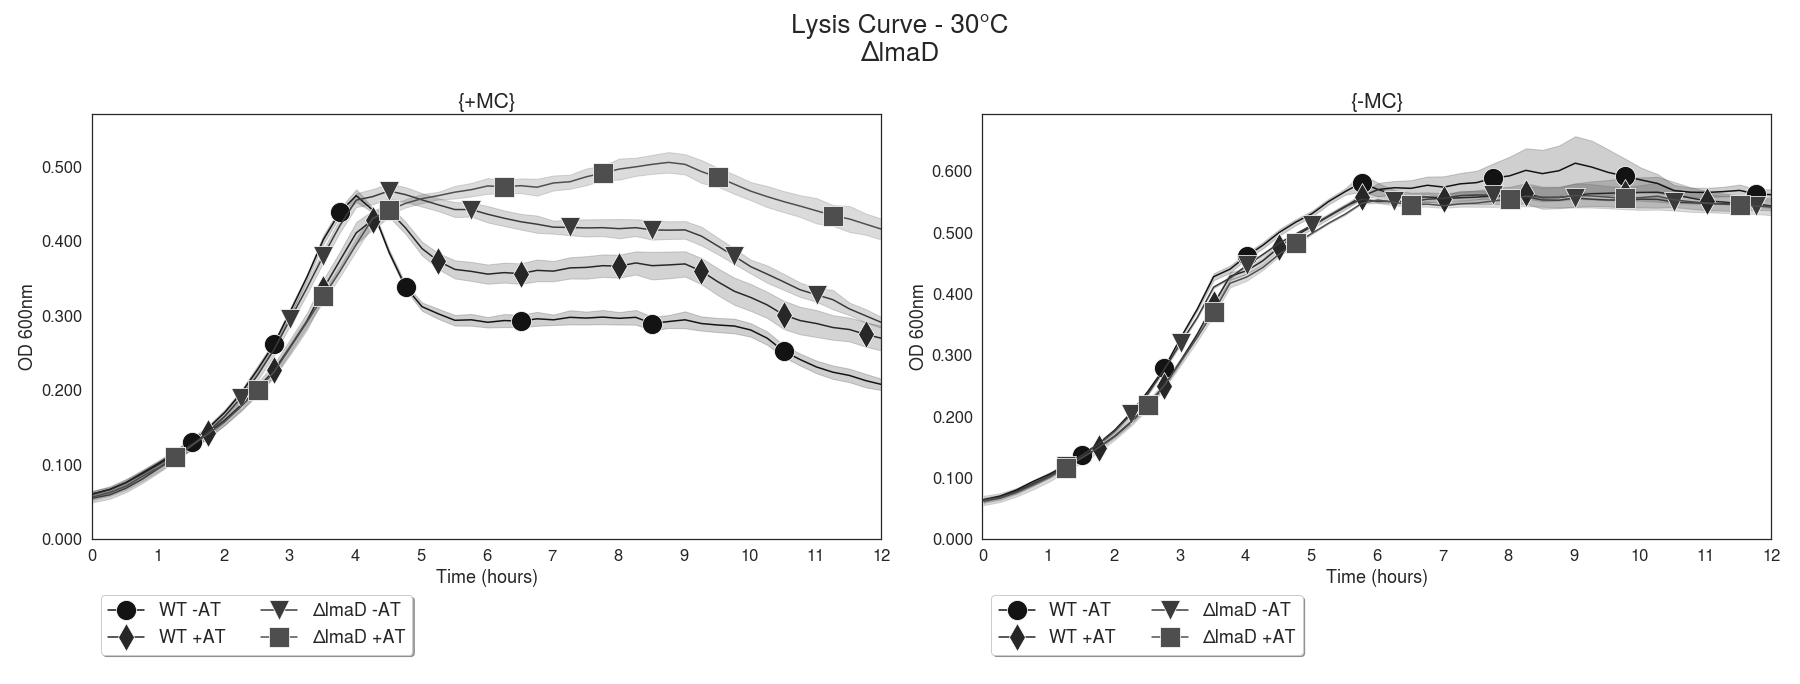 Lysis Curve - 30°C
ΔlmaD
{+MC}
0.500
0.400
0.300
0.200
0.100
0.000
OD 600nm
0 1 2 3 4 5 6 7 8 9 10 11 12
Time (hours)
WT -AT ΔlmaD -AT
WT +AT ΔlmaD +AT
{-MC}
0.600
0.500
0.400
0.300
0.200
0.100
0.000
OD 600nm
0 1 2 3 4 5 6 7 8 9 10 11 12
Time (hours)
WT -AT ΔlmaD -AT
WT +AT ΔlmaD +AT